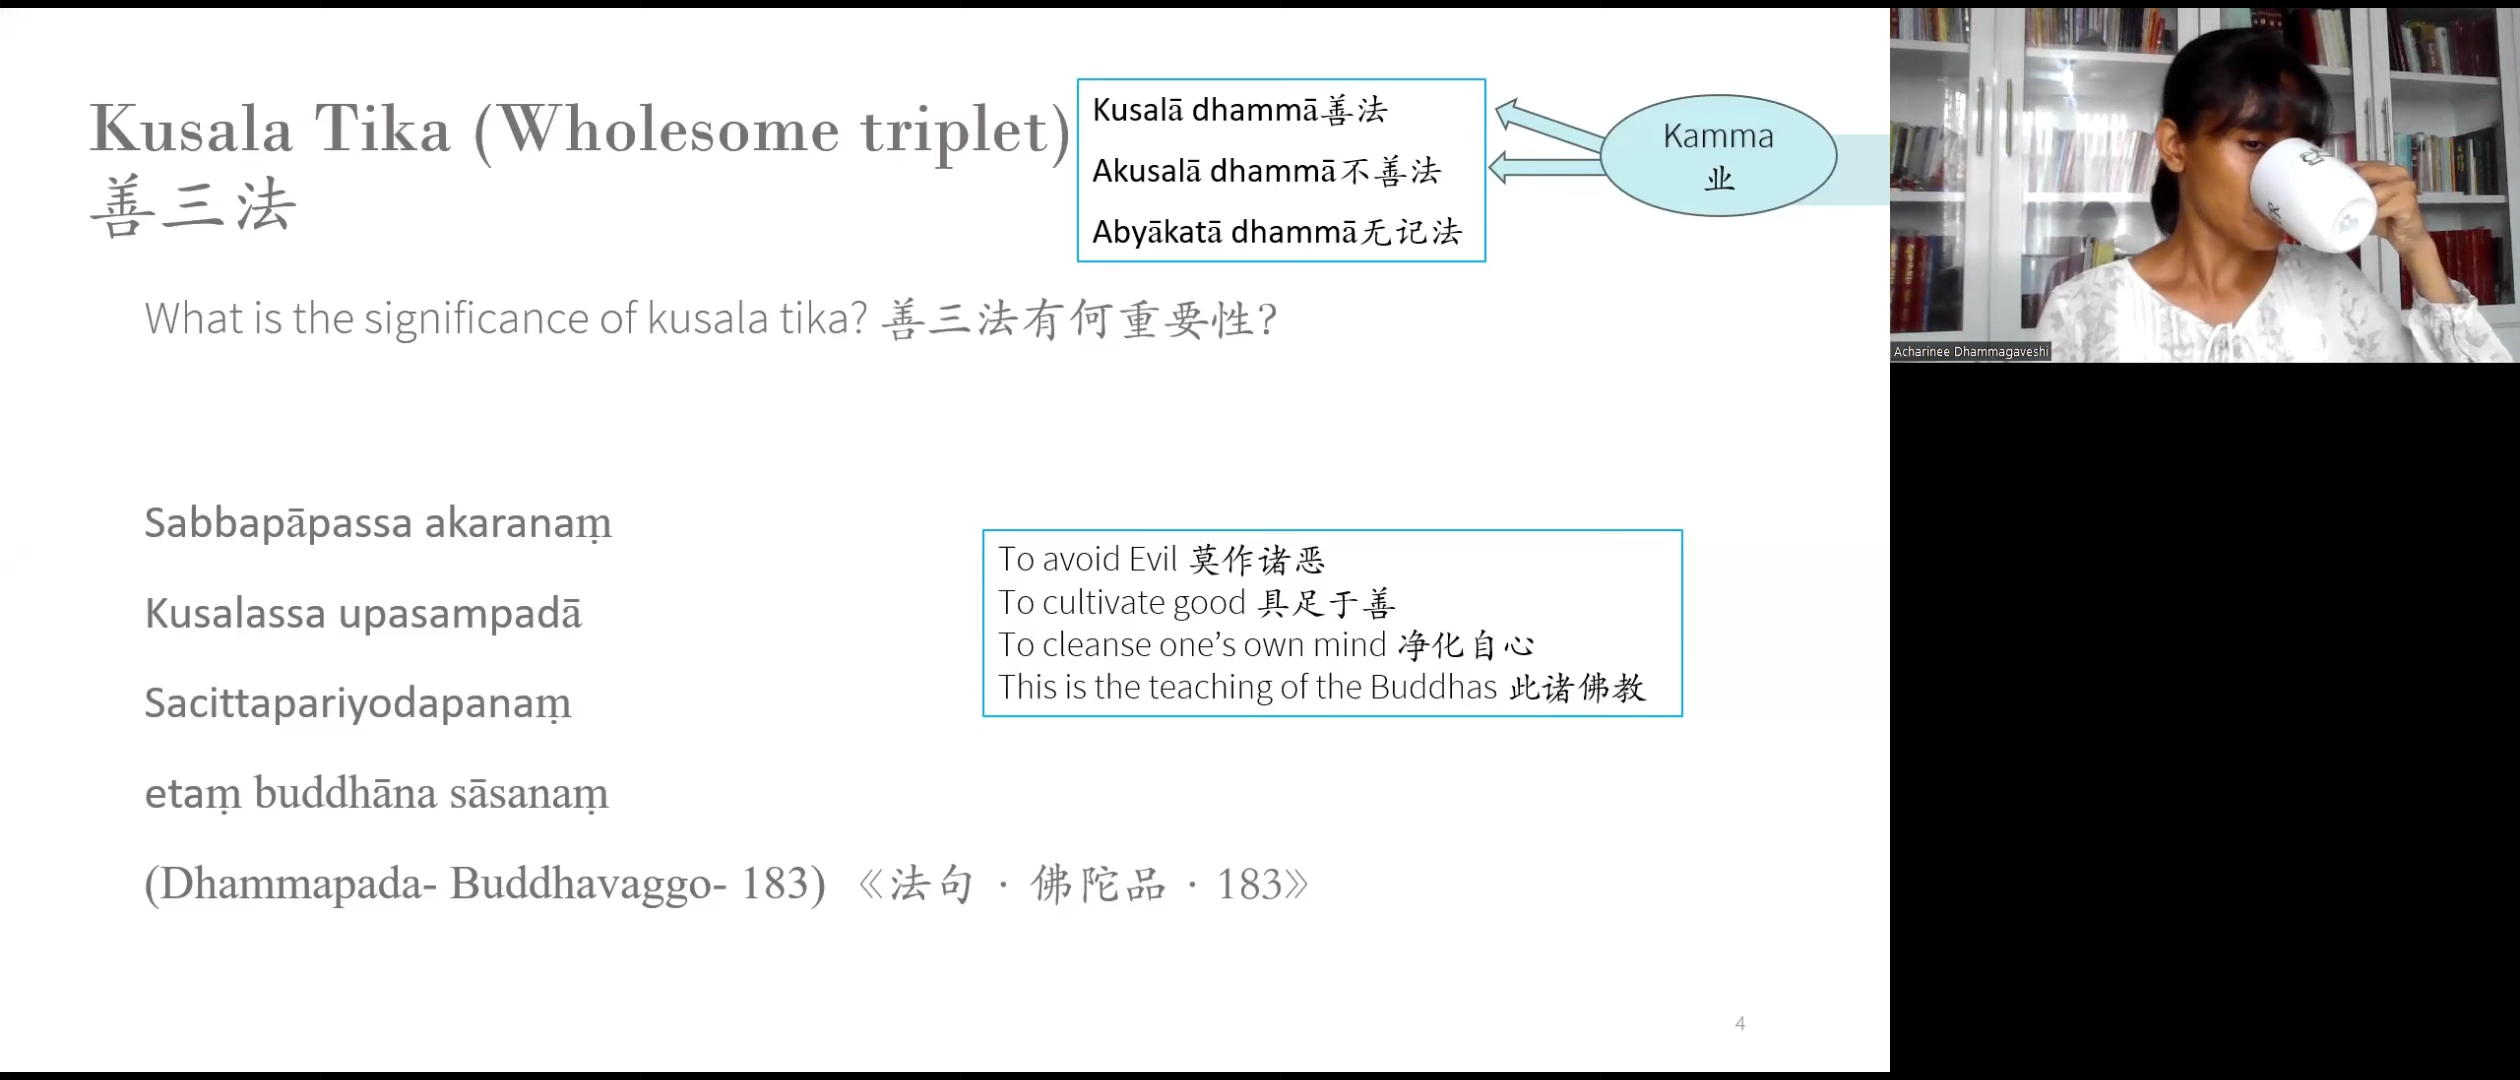 Kusala Tika (Wholesome triplet)
善三法
Kusalā dhammā善法
Akusalā dhammā不善法
Abyākatā dhammā无记法
Kamma
业
What is the significance of kusala tika? 善三法有何重要性?
Sabbapāpassa akaranaṃ
Kusalassa upasampadā
Sacittapariyodapanaṃ
etaṃ buddhāna sāsanaṃ
(Dhammapada- Buddhavaggo- 183) 《法句 · 佛陀品 · 183》
To avoid Evil 莫作诸恶
To cultivate good 具足于善
To cleanse one’s own mind 净化自心
This is the teaching of the Buddhas 此诸佛教
4
Acharinee Dhammagaveshi